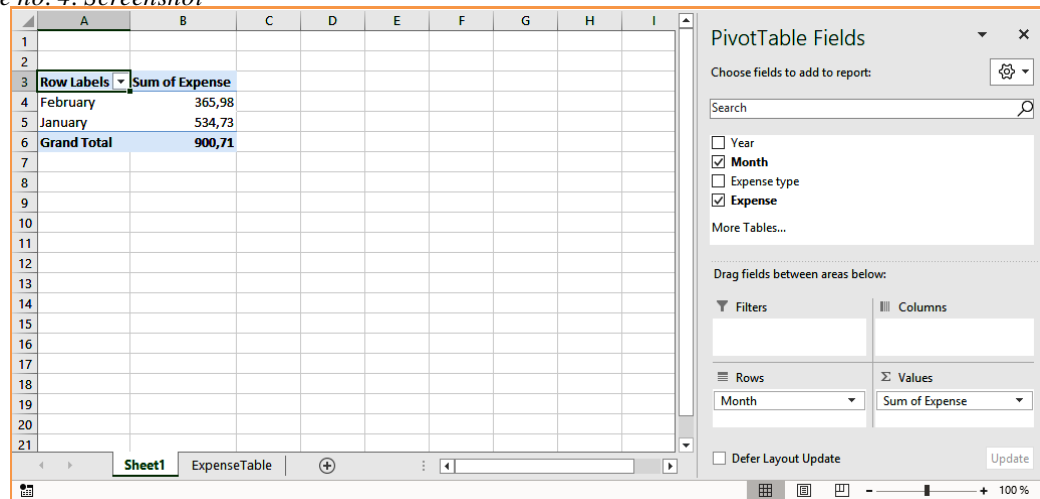 e no. 4. Screenshot
A B C D E F G H I
1
2
3 Row Labels Sum of Expense
4 February 365,98
5 January 534,73
6 Grand Total 900,71
7
8
9
10
11
12
13
14
15
16
17
18
19
20
21
Sheet1 ExpenseTable
PivotTable Fields
Choose fields to add to report:
Search
Year
Month
Expense type
Expense
More Tables...
Drag fields between areas below:
Filters Columns
Rows Σ Values
Month Sum of Expense
Defer Layout Update Update
100 %